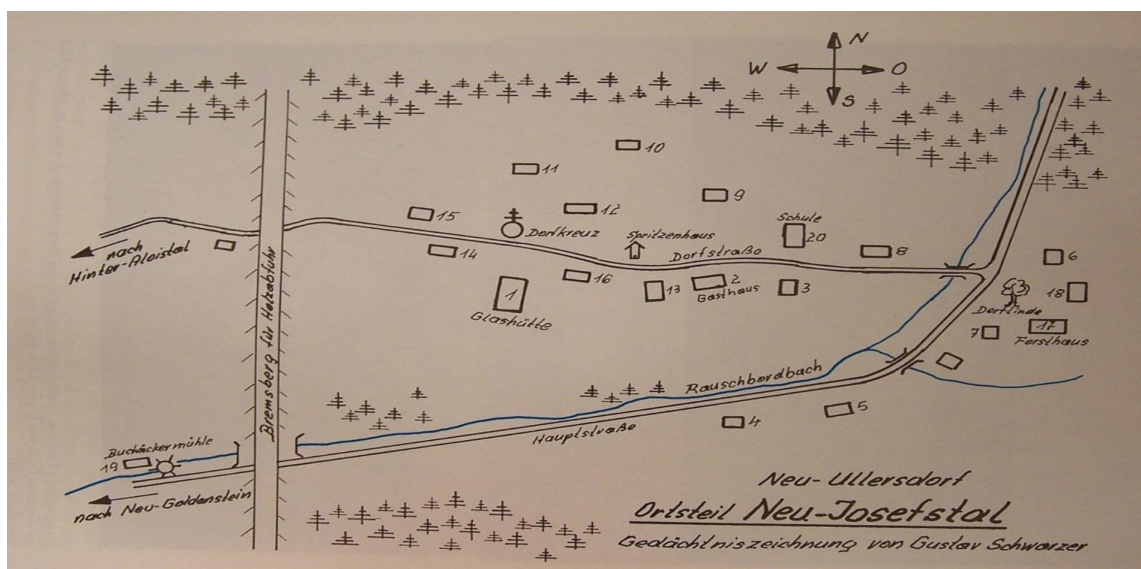 N
W O
S
10
11
9
15
12
Schule
Dorfkreuz
Spritzenhaus
20
nach
Hinter-Aloistal
14
Dorfstraße
8
6
16
2
1
13
Gasthaus
3
18
Glashütte
Dorflinde
17
7
Forsthaus
Bremsberg für Holzabfuhr
Rauschbordbach
5
4
Hauptstraße
Buchäckermühle
19
nach Neu-Goldenstein
Neu-Ullersdorf
Ortsteil Neu-Josefstal
Gedächtniszeichnung von Gustav Schwarzer